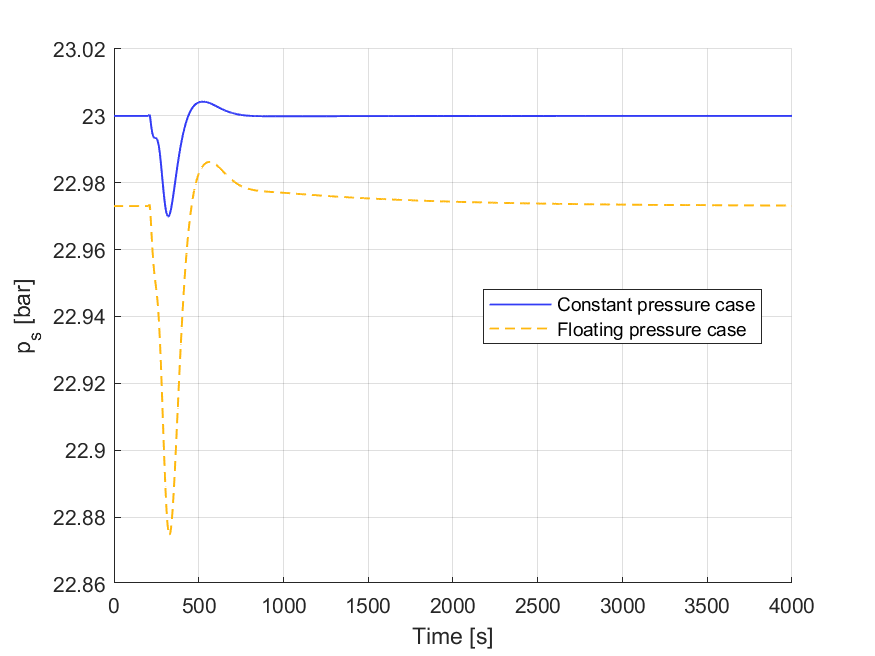 23.02
23
22.98
22.96
22.94
22.92
22.9
22.88
22.86
p_s [bar]
Constant pressure case
Floating pressure case
0 500 1000 1500 2000 2500 3000 3500 4000
Time [s]